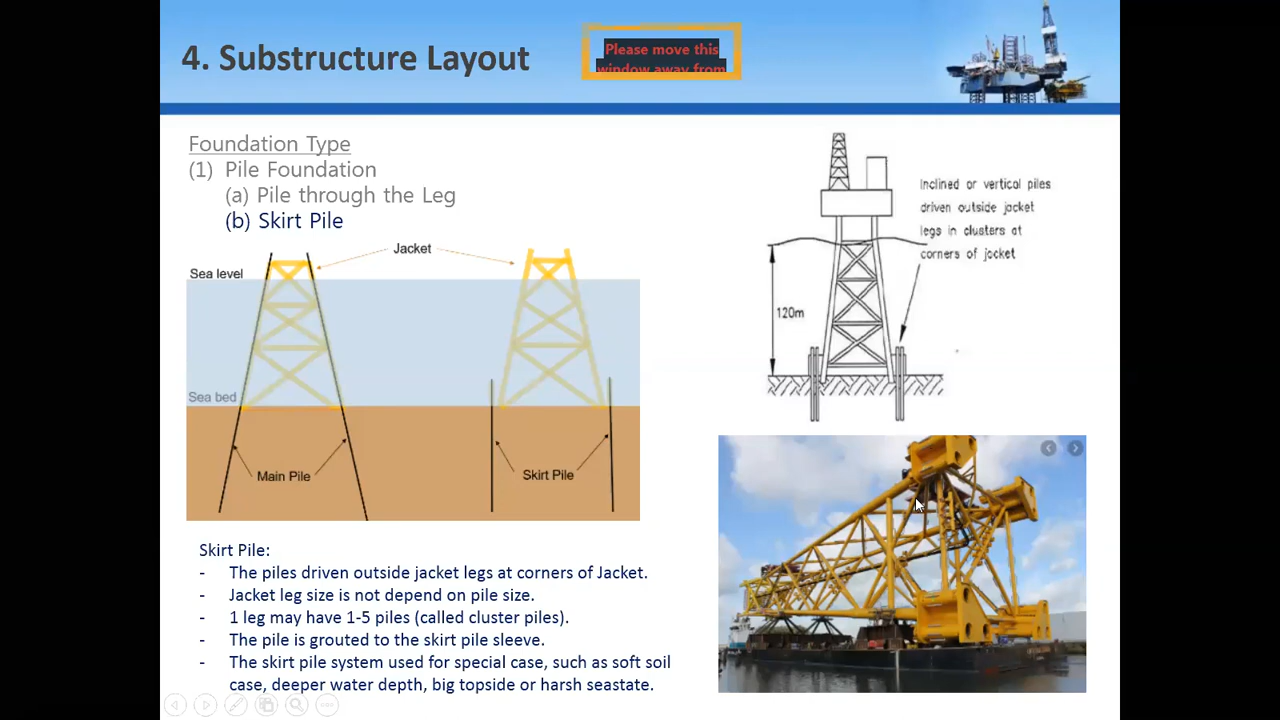 4. Substructure Layout
Please move this
window away from
Foundation Type
(1) Pile Foundation
(a) Pile through the Leg
(b) Skirt Pile
Jacket
Sea level
Sea bed
Main Pile
Skirt Pile
Inclined or vertical piles
driven outside jacket
legs in clusters at
corners of jacket
120m
Skirt Pile:
- The piles driven outside jacket legs at corners of Jacket.
- Jacket leg size is not depend on pile size.
- 1 leg may have 1-5 piles (called cluster piles).
- The pile is grouted to the skirt pile sleeve.
- The skirt pile system used for special case, such as soft soil
case, deeper water depth, big topside or harsh seastate.